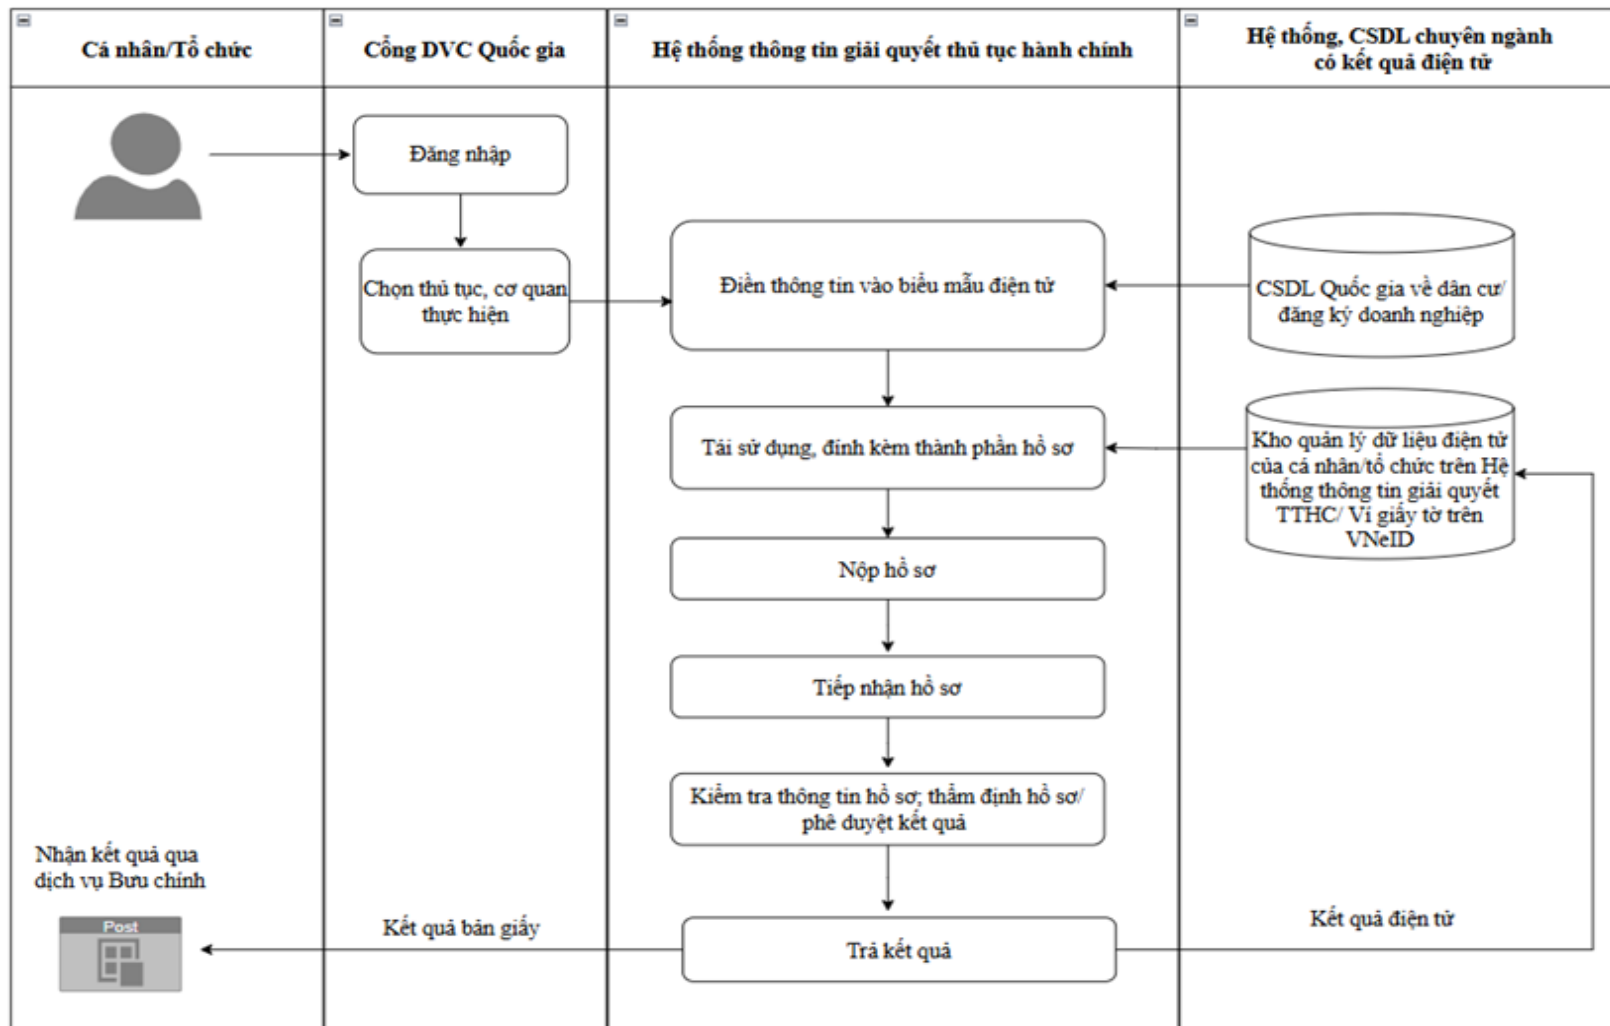 Cá nhân/Tổ chức
Cổng DVC Quốc gia
Hệ thống thông tin giải quyết thủ tục hành chính
Hệ thống, CSDL chuyên ngành
có kết quả điện tử
Đăng nhập
Chọn thủ tục, cơ quan
thực hiện
Điền thông tin vào biểu mẫu điện tử
CSDL Quốc gia về dân cư/
đăng ký doanh nghiệp
Tái sử dụng, đính kèm thành phần hồ sơ
Kho quản lý dữ liệu điện tử
của cá nhân/tổ chức trên Hệ
thống thông tin giải quyết
TTHC/ Ví giấy tờ trên
VNeID
Nộp hồ sơ
Tiếp nhận hồ sơ
Kiểm tra thông tin hồ sơ; thẩm định hồ sơ/
phê duyệt kết quả
Nhận kết quả qua
dịch vụ Bưu chính
Post
Kết quả bản giấy
Trả kết quả
Kết quả điện tử